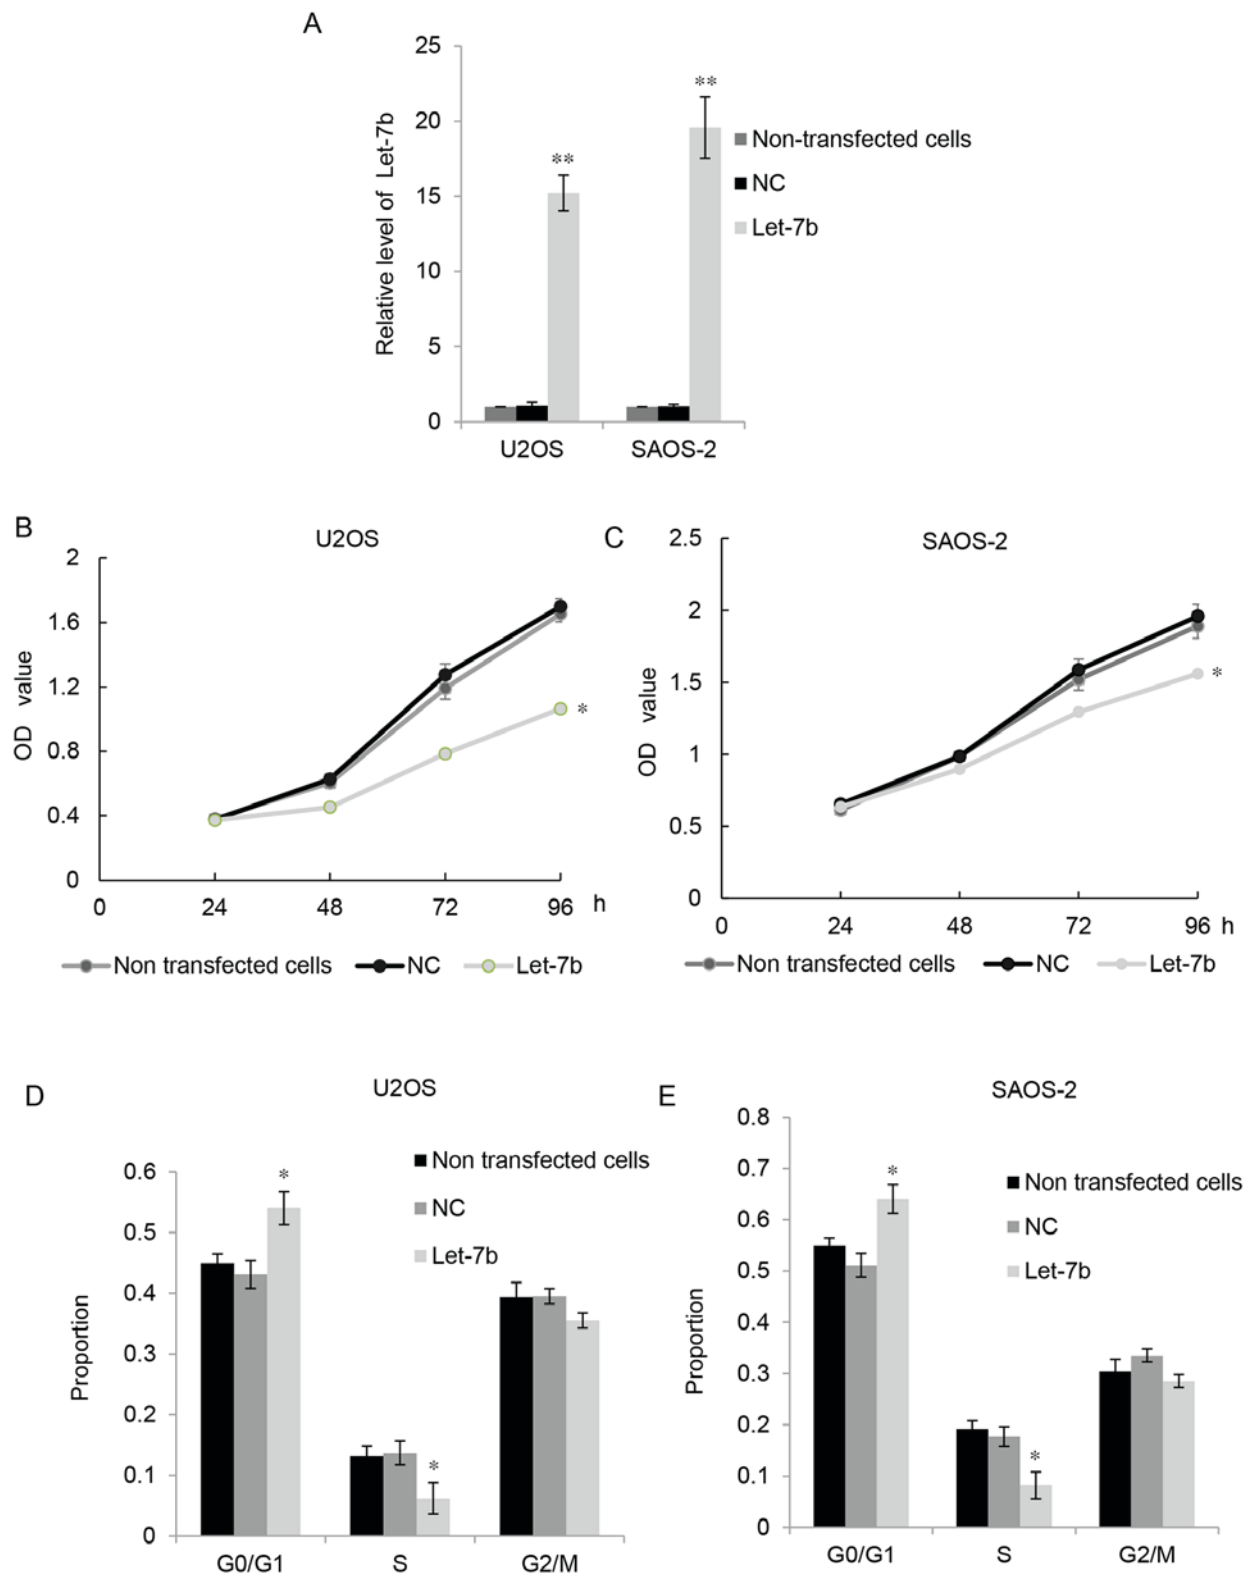 A
25
20
15
10
5
0
Relative level of Let-7b
**
**
Non-transfected cells
NC
Let-7b
U2OS
SAOS-2
B
U2OS
2
1.6
1.2
0.8
0.4
0
OD value
*
0
24
48
72
96
h
Non transfected cells
NC
Let-7b
C
SAOS-2
2.5
2
1.5
1
0.5
0
OD value
*
0
24
48
72
96
h
Non transfected cells
NC
Let-7b
D
U2OS
0.6
0.5
0.4
0.3
0.2
0.1
0
Proportion
*
*
Non transfected cells
NC
Let-7b
G0/G1
S
G2/M
E
SAOS-2
0.8
0.7
0.6
0.5
0.4
0.3
0.2
0.1
0
Proportion
*
*
Non transfected cells
NC
Let-7b
G0/G1
S
G2/M